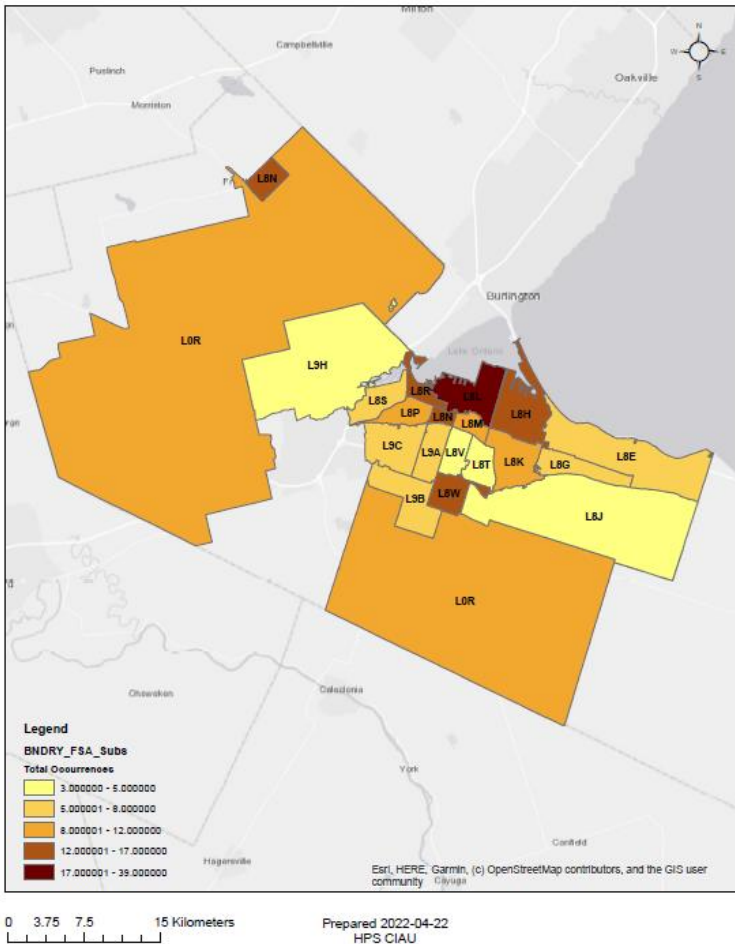 Milton
N
Campbellville
W
E
S
Puslinch
Oakville
Morriston
L8N
Burlington
L0R
Lake Ontario
L9H
L8R
L8L
L8S
L8H
L8P
L8N
L8M
L9C
L9A
L8V
L8K
L8E
L8T
L8G
L9B
L8W
L8J
L0R
Ohsweken
Caledonia
Legend
BNDRY_FSA_Subs
Total Occurrences
3.000000 - 5.000000
York
5.000001 - 8.000000
8.000001 - 12.000000
12.000001 - 17.000000
Canfield
17.000001 - 39.000000
Hagersville
Esri, HERE, Garmin, (c) OpenStreetMap contributors, and the GIS user
community
Cayuga
0 3.75 7.5 15 Kilometers
Prepared 2022-04-22
HPS CIAU